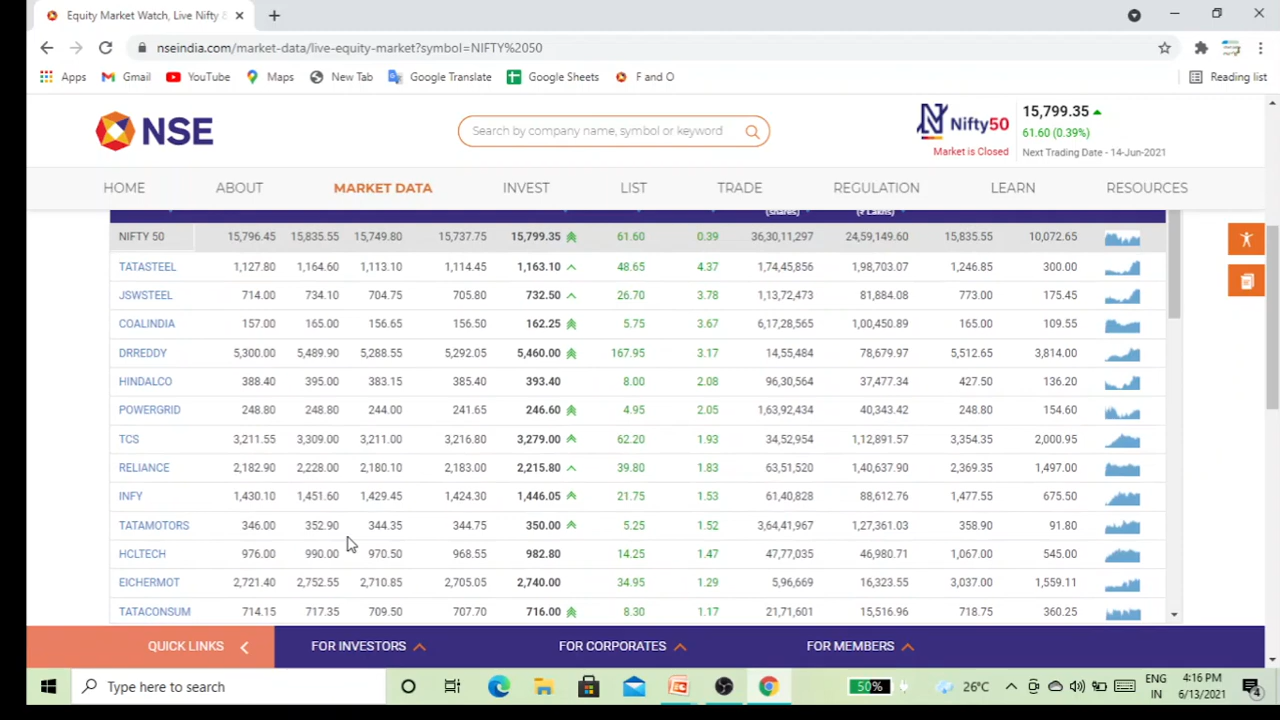 Equity Market Watch, Live Nifty &
nseindia.com/market-data/live-equity-market?symbol=NIFTY%2050
Apps Gmail YouTube Maps New Tab Google Translate Google Sheets F and O Reading list
NSE
Search by company name, symbol or keyword
Nifty50
Market is Closed
15,799.35
61.60 (0.39%)
Next Trading Date - 14-Jun-2021
HOME ABOUT MARKET DATA INVEST LIST TRADE REGULATION LEARN RESOURCES
(Shares) (₹ Lakhs)
NIFTY 50 15,796.45 15,835.55 15,749.80 15,737.75 15,799.35 61.60 0.39 36,30,11,297 24,59,149.60 15,835.55 10,072.65
TATASTEEL 1,127.80 1,164.60 1,113.10 1,114.45 1,163.10 48.65 4.37 1,74,45,856 1,98,703.07 1,246.85 300.00
JSWSTEEL 714.00 734.10 704.75 705.80 732.50 26.70 3.78 1,13,72,473 81,884.08 773.00 175.45
COALINDIA 157.00 165.00 156.65 156.50 162.25 5.75 3.67 6,17,28,565 1,00,450.89 165.00 109.55
DRREDDY 5,300.00 5,489.90 5,288.55 5,292.05 5,460.00 167.95 3.17 14,55,484 78,679.97 5,512.65 3,814.00
HINDALCO 388.40 395.00 383.15 385.40 393.40 8.00 2.08 96,30,564 37,477.34 427.50 136.20
POWERGRID 248.80 248.80 244.00 241.65 246.60 4.95 2.05 1,63,92,434 40,343.42 248.80 154.60
TCS 3,211.55 3,309.00 3,211.00 3,216.80 3,279.00 62.20 1.93 34,52,954 1,12,891.57 3,354.35 2,000.95
RELIANCE 2,182.90 2,228.00 2,180.10 2,183.00 2,215.80 39.80 1.83 63,51,520 1,40,637.90 2,369.35 1,497.00
INFY 1,430.10 1,451.60 1,429.45 1,424.30 1,446.05 21.75 1.53 61,40,828 88,612.76 1,477.55 675.50
TATAMOTORS 346.00 352.90 344.35 344.75 350.00 5.25 1.52 3,64,41,967 1,27,361.03 358.90 91.80
HCLTECH 976.00 990.00 970.50 968.55 982.80 14.25 1.47 47,77,035 46,980.71 1,067.00 545.00
EICHERMOT 2,721.40 2,752.55 2,710.85 2,705.05 2,740.00 34.95 1.29 5,96,669 16,323.55 3,037.00 1,559.11
TATACONSUM 714.15 717.35 709.50 707.70 716.00 8.30 1.17 21,71,601 15,516.96 718.75 360.25
QUICK LINKS FOR INVESTORS FOR CORPORATES FOR MEMBERS
Type here to search
50%
26°C
ENG
IN
4:16 PM
6/13/2021
4